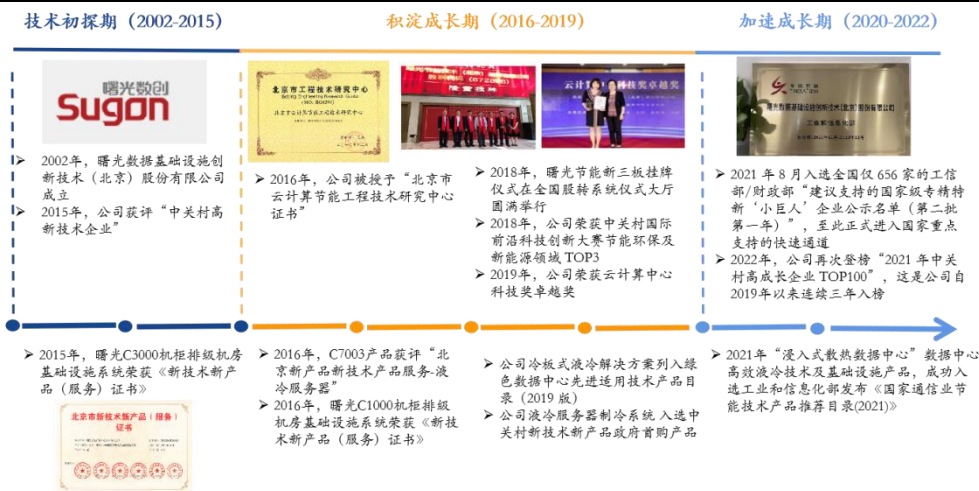 技术初探期（2002-2015）
积淀成长期（2016-2019）
加速成长期（2020-2022）
曙光数创
Sugon
北京市工程技术研究中心
云计算
科技奖卓越奖
➤ 2002年，曙光数据基础设施创
新技术（北京）股份有限公司
成立
➤ 2015年，公司获评“中关村高
新技术企业”
➤ 2016年，公司被授予“北京市
云计算节能工程技术研究中心
证书”
➤ 2018年，曙光节能新三板挂牌
仪式在全国股转系统仪式大厅
圆满举行
➤ 2018年，公司荣获中关村国际
前沿科技创新大赛节能环保及
新能源领域TOP3
➤ 2019年，公司荣获云计算中心
科技奖卓越奖
➤ 2021年8月入选全国仅656家的工信
部/财政部“建议支持的国家级专精特
新‘小巨人’企业公示名单（第二批
第一年）”，至此正式进入国家重点
支持的快速通道
➤ 2022年，公司再次登榜“2021年中关
村高成长企业TOP100”，这是公司自
2019年以来连续三年入榜
➤ 2015年，曙光C3000机柜排级机房
基础设施系统荣获《新技术新产
品（服务）证书》
北京市新技术新产品（服务）
证书
➤ 2016年，C7003产品获评“北
京新产品新技术产品服务-液
冷服务器”
➤ 2016年，曙光C1000机柜排级
机房基础设施系统荣获《新技
术新产品（服务）证书》
➤ 公司冷板式液冷解决方案列入绿
色数据中心先进适用技术产品目
录（2019版）
➤ 公司液冷服务器制冷系统 入选中
关村新技术新产品政府首购产品
➤ 2021年“浸入式散热数据中心”数据中心
高效液冷技术及基础设施产品，成功入
选工业和信息化部发布《国家通信业节
能技术产品推荐目录(2021)》